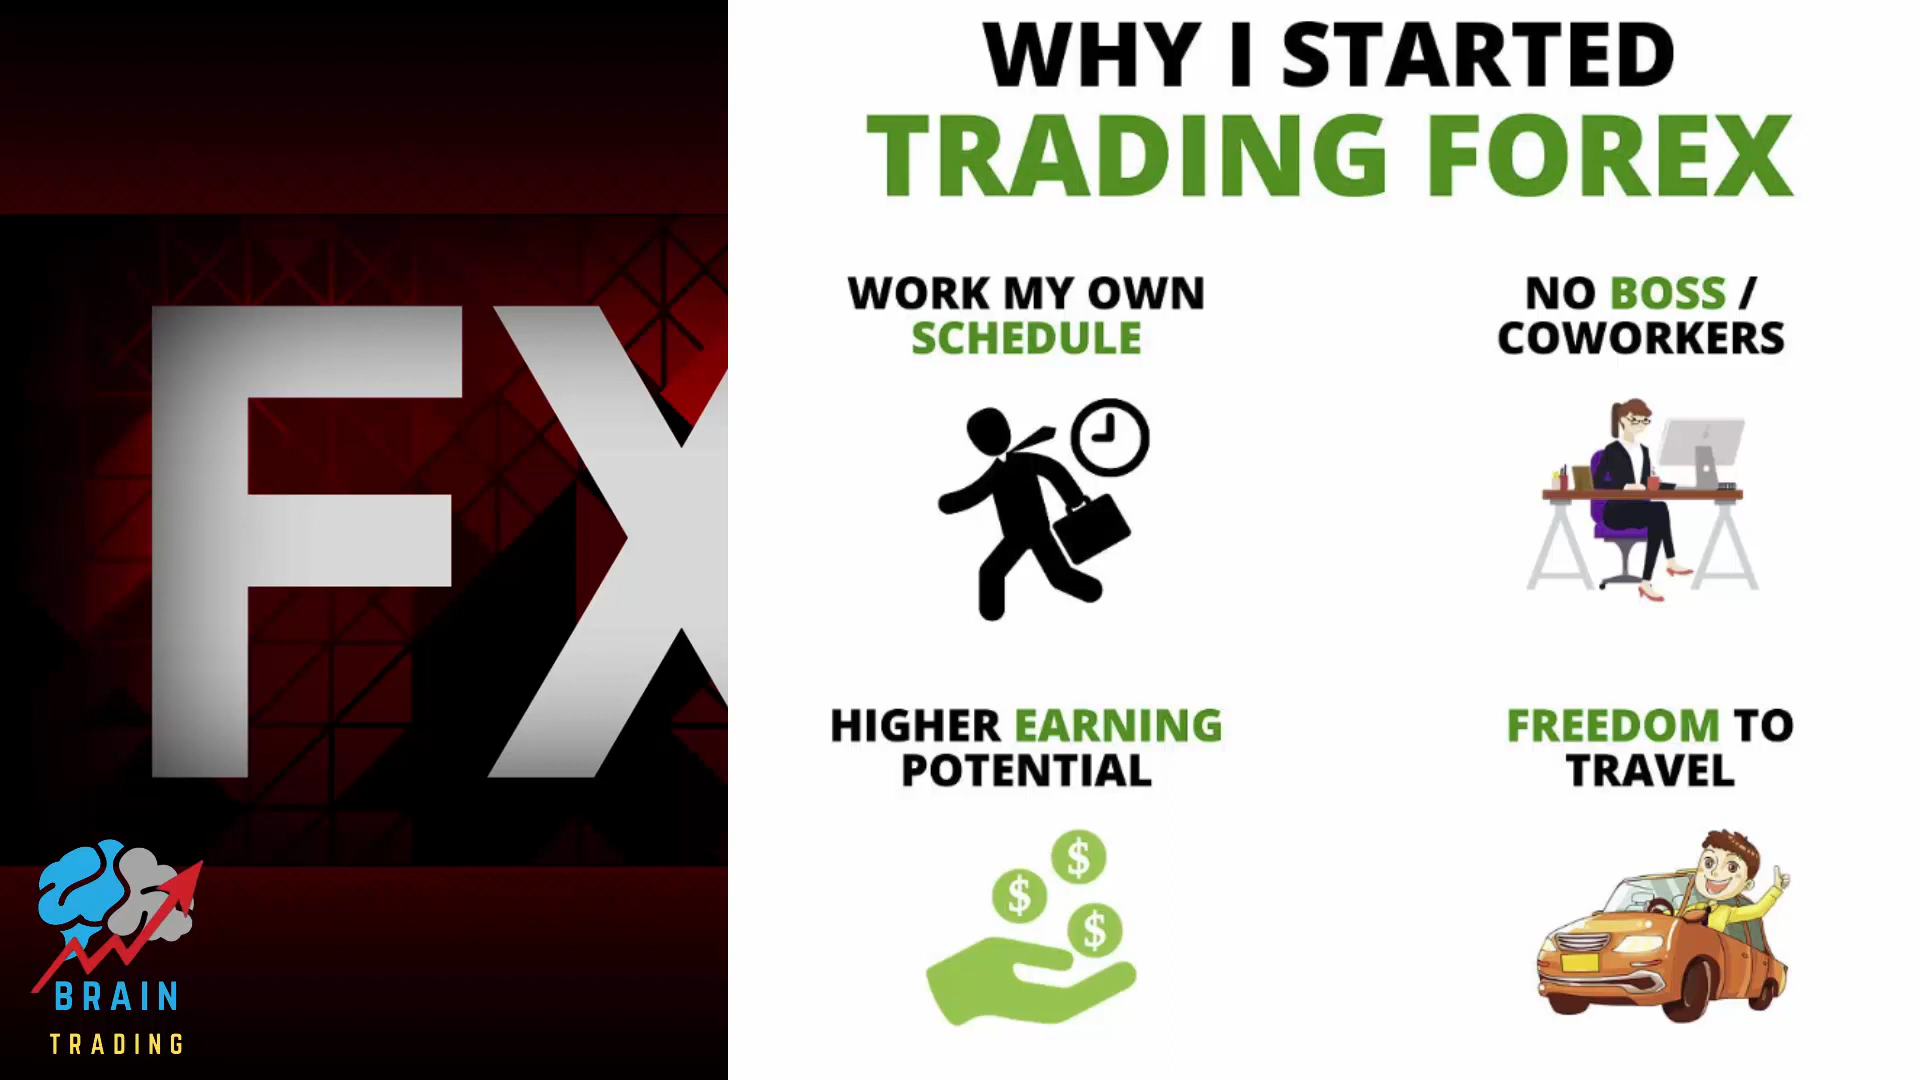 FX
BRAIN
TRADING
WHY I STARTED
TRADING FOREX
WORK MY OWN
SCHEDULE
NO BOSS /
COWORKERS
HIGHER EARNING
POTENTIAL
FREEDOM TO
TRAVEL
$
$
$